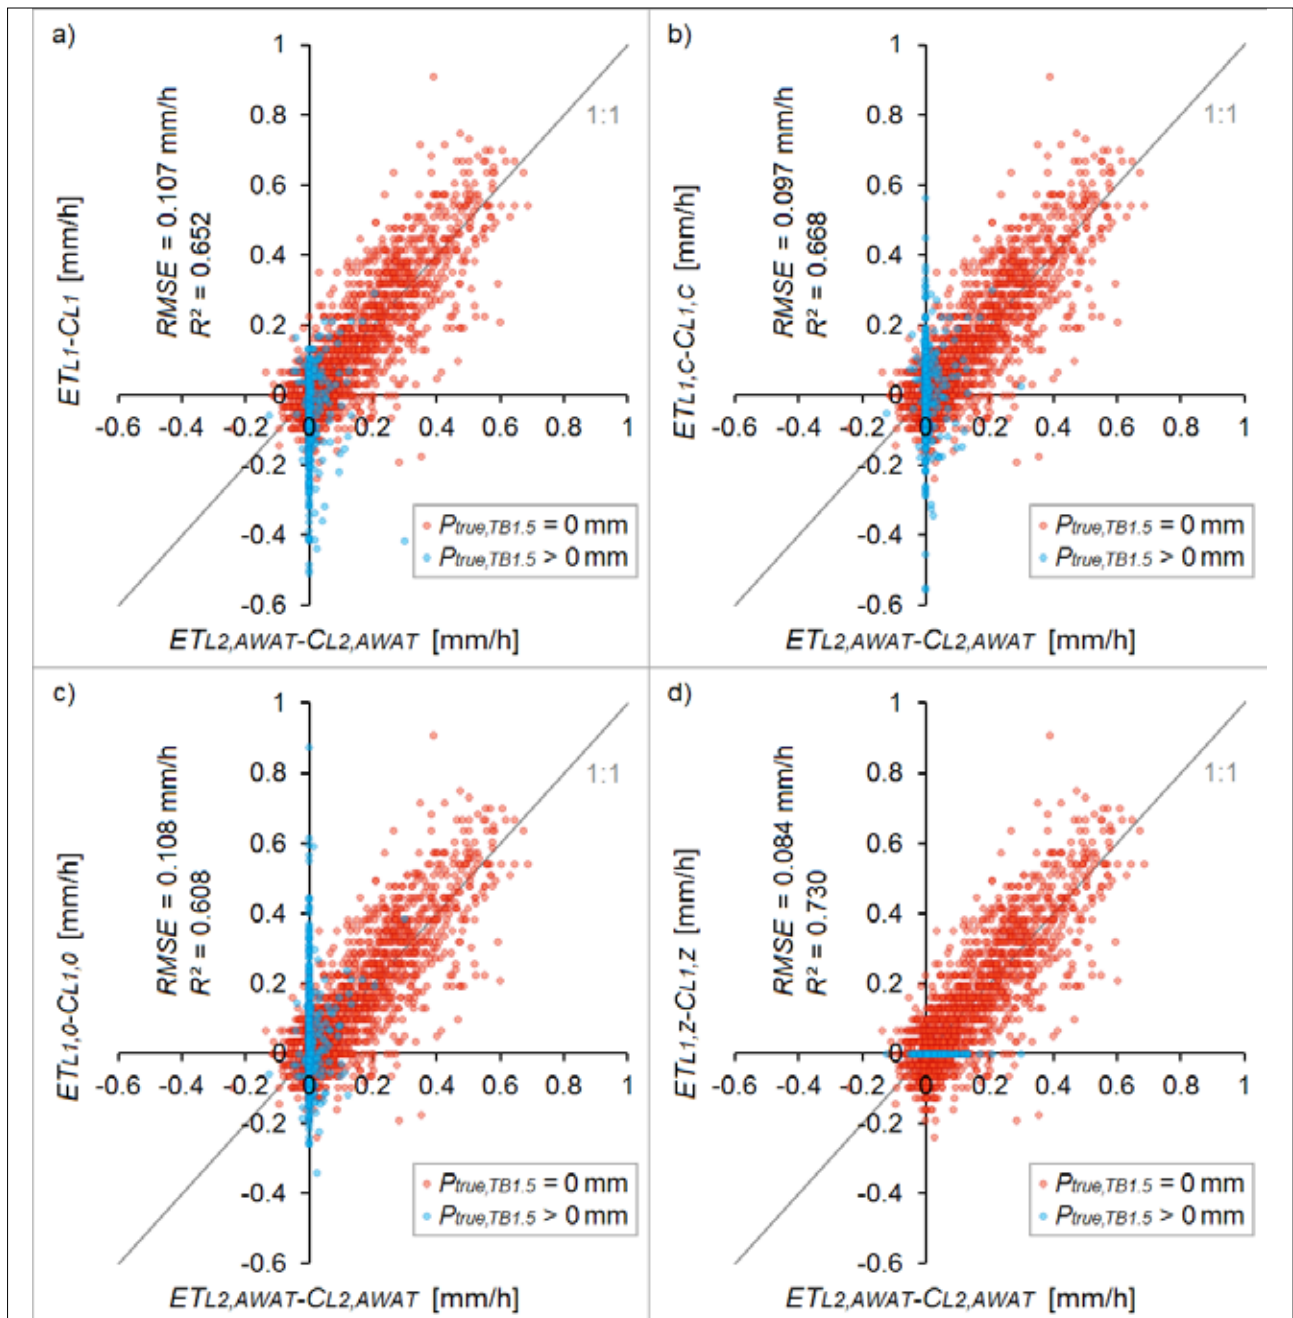 a)
1
0.8
0.6
0.4
0.2
0
-0.2
-0.4
-0.6
-0.6 -0.4 -0.2 0 0.2 0.4 0.6 0.8 1
1:1
RMSE = 0.107 mm/h
R² = 0.652
ETL1-CL1 [mm/h]
Ptrue,TB1.5 = 0 mm
Ptrue,TB1.5 > 0 mm
ETL2,AWAT-CL2,AWAT [mm/h]
b)
1
0.8
0.6
0.4
0.2
0
-0.2
-0.4
-0.6
-0.6 -0.4 -0.2 0 0.2 0.4 0.6 0.8 1
1:1
RMSE = 0.097 mm/h
R² = 0.668
ETL1,C-CL1,C [mm/h]
Ptrue,TB1.5 = 0 mm
Ptrue,TB1.5 > 0 mm
ETL2,AWAT-CL2,AWAT [mm/h]
c)
1
0.8
0.6
0.4
0.2
0
-0.2
-0.4
-0.6
-0.6 -0.4 -0.2 0 0.2 0.4 0.6 0.8 1
1:1
RMSE = 0.108 mm/h
R² = 0.608
ETL1,0-CL1,0 [mm/h]
Ptrue,TB1.5 = 0 mm
Ptrue,TB1.5 > 0 mm
ETL2,AWAT-CL2,AWAT [mm/h]
d)
1
0.8
0.6
0.4
0.2
0
-0.2
-0.4
-0.6
-0.6 -0.4 -0.2 0 0.2 0.4 0.6 0.8 1
1:1
RMSE = 0.084 mm/h
R² = 0.730
ETL1,Z-CL1,Z [mm/h]
Ptrue,TB1.5 = 0 mm
Ptrue,TB1.5 > 0 mm
ETL2,AWAT-CL2,AWAT [mm/h]